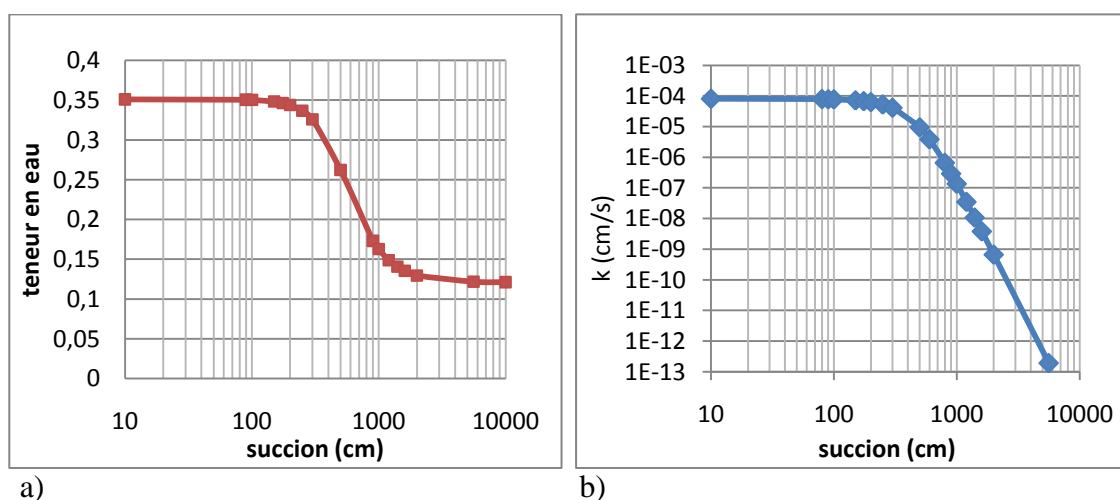 0,4
0,35
0,3
0,25
0,2
0,15
0,1
0,05
0
teneur en eau
10 100 1000 10000
succion (cm)
a)
1E-03
1E-04
1E-05
1E-06
1E-07
1E-08
1E-09
1E-10
1E-11
1E-12
1E-13
k (cm/s)
10 100 1000 10000
succion (cm)
b)